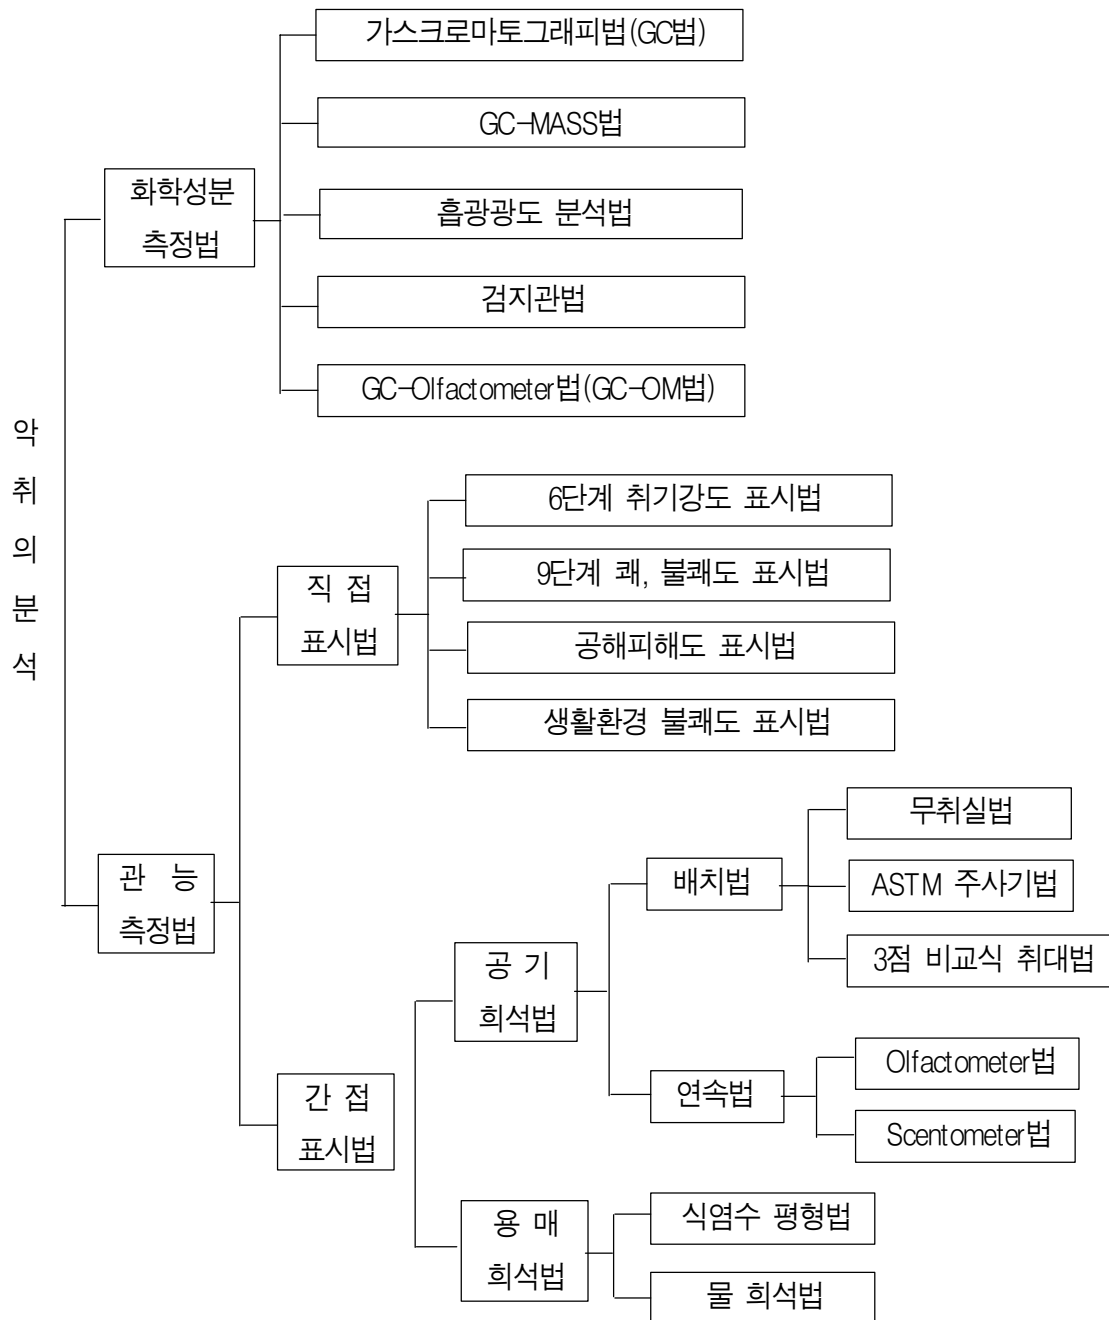 가스크로마토그래피법(GC법)
GC-MASS법
화학성분
측정법
흡광광도 분석법
검지관법
GC-Olfactometer법(GC-OM법)
악
취
의
분
석
6단계 취기강도 표시법
9단계 쾌, 불쾌도 표시법
직 접
표시법
공해피해도 표시법
생활환경 불쾌도 표시법
관 능
측정법
무취실법
배치법
ASTM 주사기법
3점 비교식 취대법
공 기
희석법
Olfactometer법
연속법
Scentometer법
간 접
표시법
식염수 평형법
용 매
희석법
물 희석법